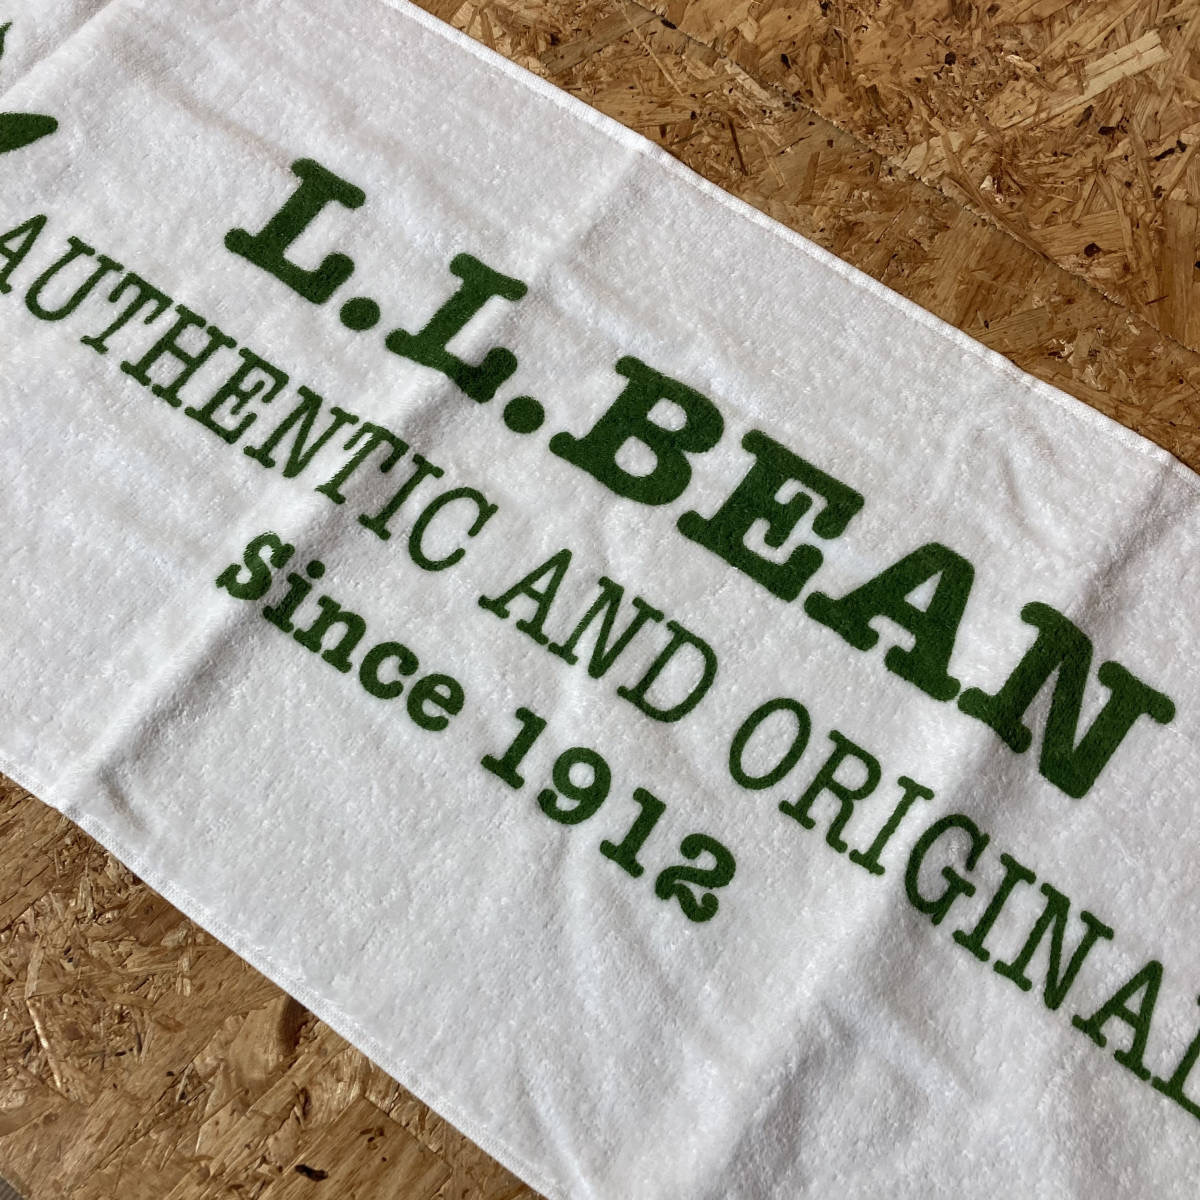 L.L.BEAN
AUTHENTIC AND ORIGINAL
since 1912